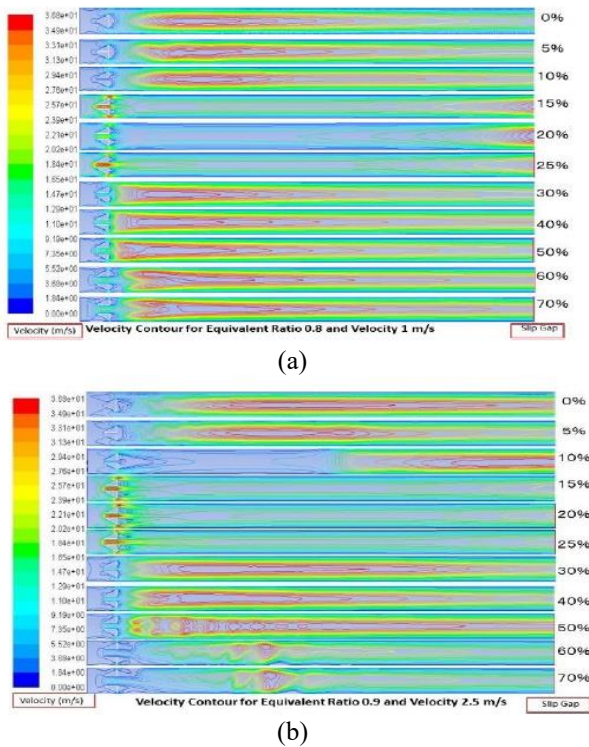 3.68e+01
3.49e+01
3.31e+01
3.13e+01
2.94e+01
2.76e+01
2.57e+01
2.39e+01
2.21e+01
2.02e+01
1.84e+01
1.65e+01
1.47e+01
1.29e+01
1.10e+01
9.19e+00
7.35e+00
5.52e+00
3.68e+00
1.84e+00
0.00e+00
0%
5%
10%
15%
20%
25%
30%
40%
50%
60%
70%
Velocity (m/s) Velocity Contour for Equivalent Ratio 0.8 and Velocity 1 m/s Slip Gap
(a)
3.49e+01
3.31e+01
3.13e+01
2.94e+01
2.76e+01
2.57e+01
2.39e+01
2.21e+01
2.02e+01
1.84e+01
1.65e+01
1.47e+01
1.29e+01
1.10e+01
9.19e+00
7.35e+00
5.52e+00
3.68e+00
1.84e+00
0.00e+00
0%
5%
10%
15%
20%
25%
30%
40%
50%
60%
70%
Velocity (m/s) Velocity Contour for Equivalent Ratio 0.9 and Velocity 2.5 m/s Slip Gap
(b)